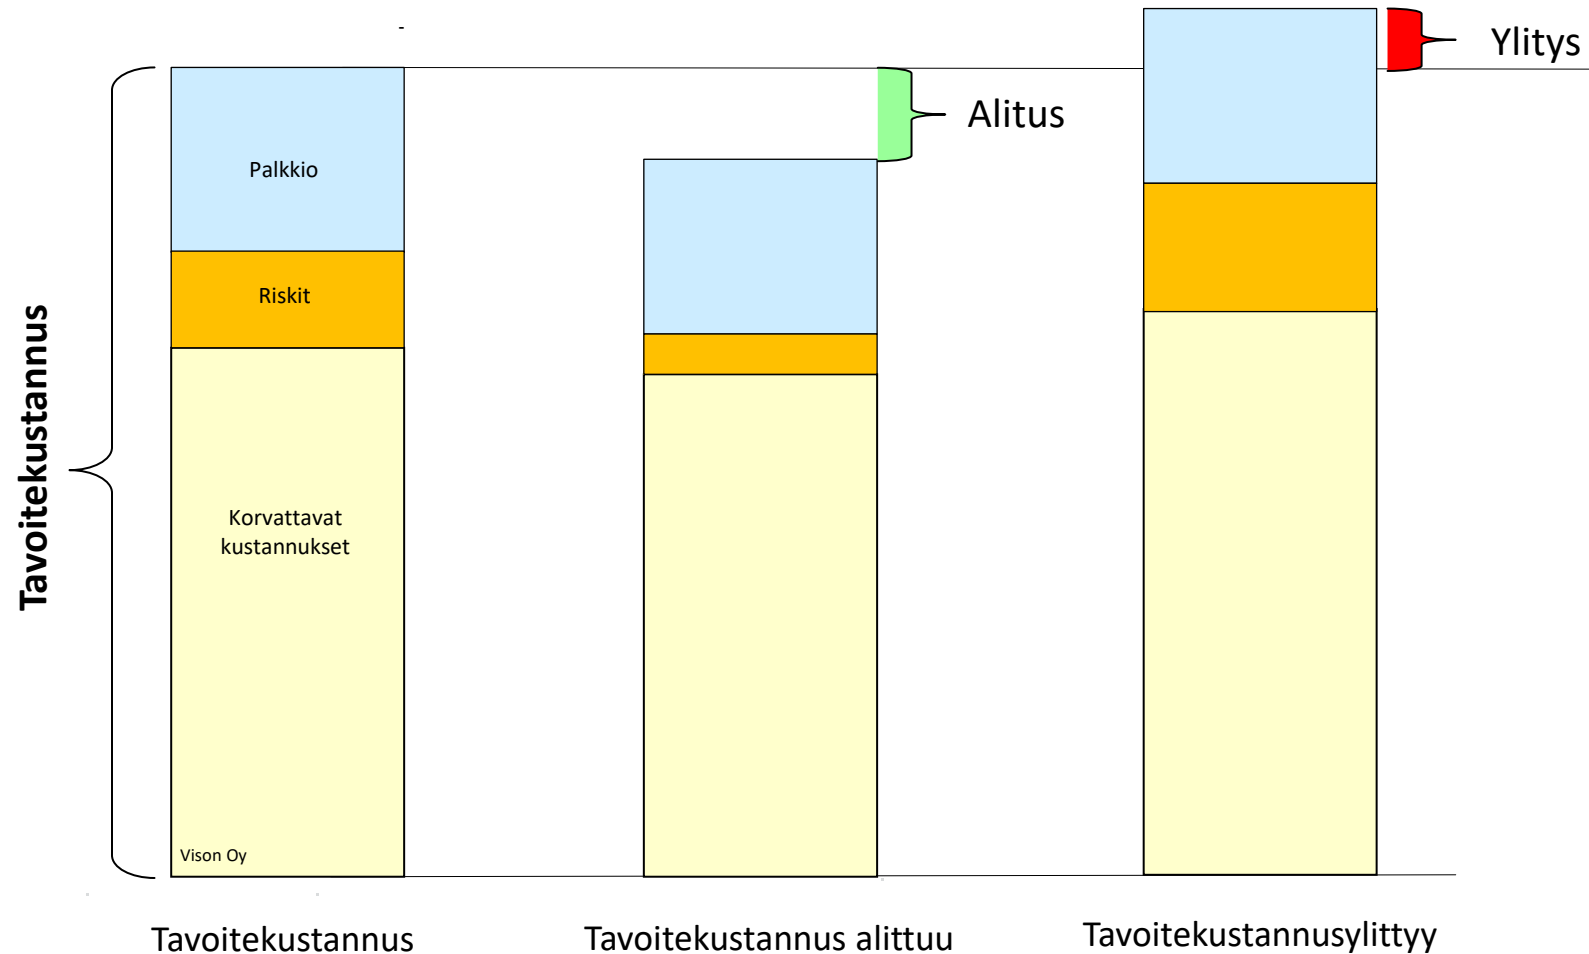 -
Ylitys
Alitus
Palkkio
Riskit
Tavoitekustannus
Korvattavat
kustannukset
Vison Oy
Tavoitekustannus
Tavoitekustannus alittuu
Tavoitekustannusylittyy